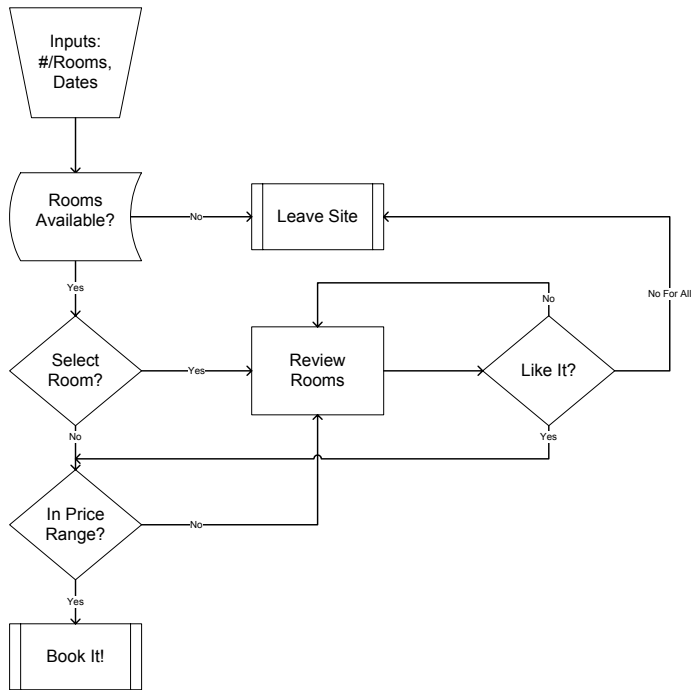 Inputs:
#/Rooms,
Dates
Rooms
Available?
No
Leave Site
Yes
No
No For All
Select
Room?
Yes
Review
Rooms
Like It?
No
Yes
In Price
Range?
No
Yes
Book It!